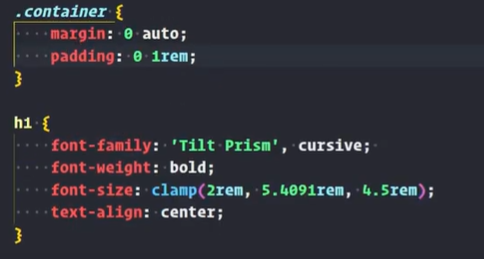 .container {
    margin: 0 auto;
    padding: 0 1rem;
}
h1 {
    font-family: 'Tilt Prism', cursive;
    font-weight: bold;
    font-size: clamp(2rem, 5.4091rem, 4.5rem);
    text-align: center;
}